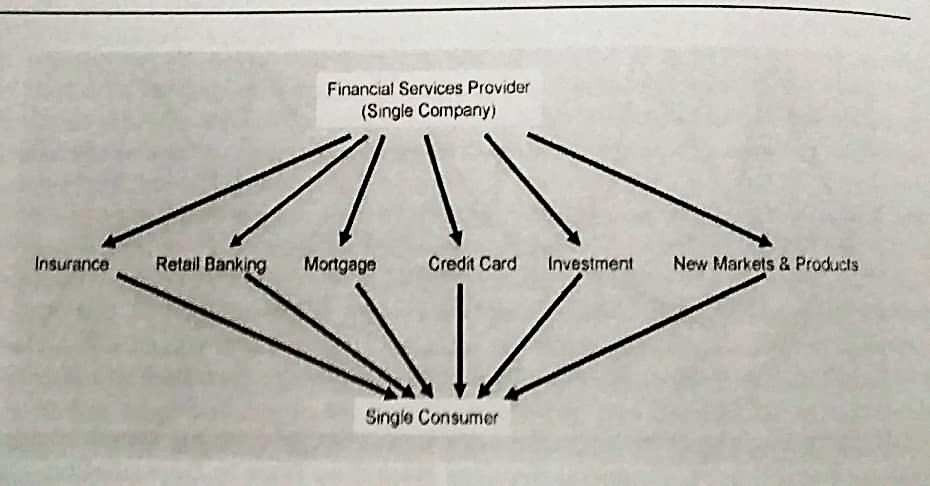 Financial Services Provider
(Single Company)
Insurance Retail Banking Mortgage Credit Card Investment New Markets & Products
Single Consumer